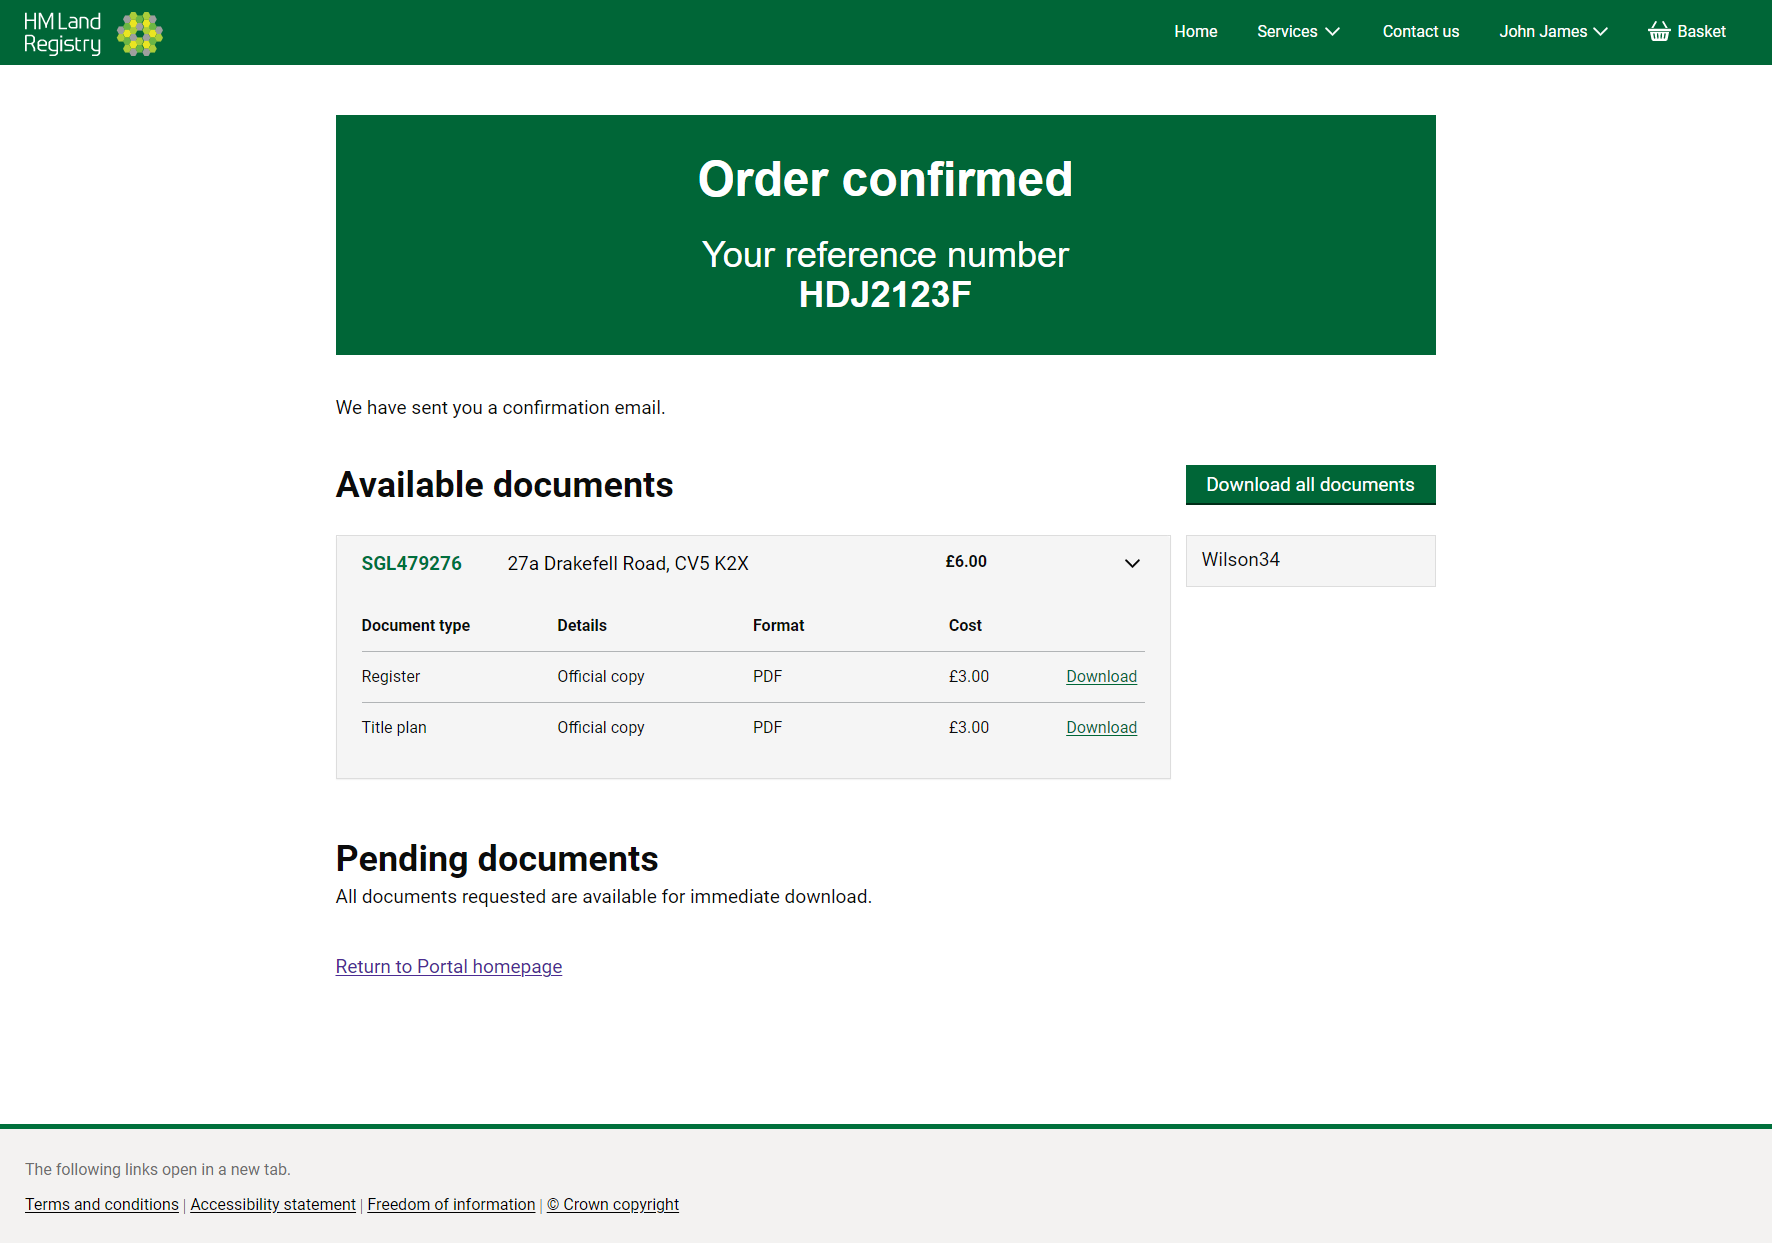 HM Land
Registry
Home Services Contact us John James Basket
Order confirmed
Your reference number
HDJ2123F
We have sent you a confirmation email.
Available documents
Download all documents
SGL479276 27a Drakefell Road, CV5 K2X £6.00
Wilson34
Document type Details Format Cost
Register Official copy PDF £3.00 Download
Title plan Official copy PDF £3.00 Download
Pending documents
All documents requested are available for immediate download.
Return to Portal homepage
The following links open in a new tab.
Terms and conditions | Accessibility statement | Freedom of information | © Crown copyright